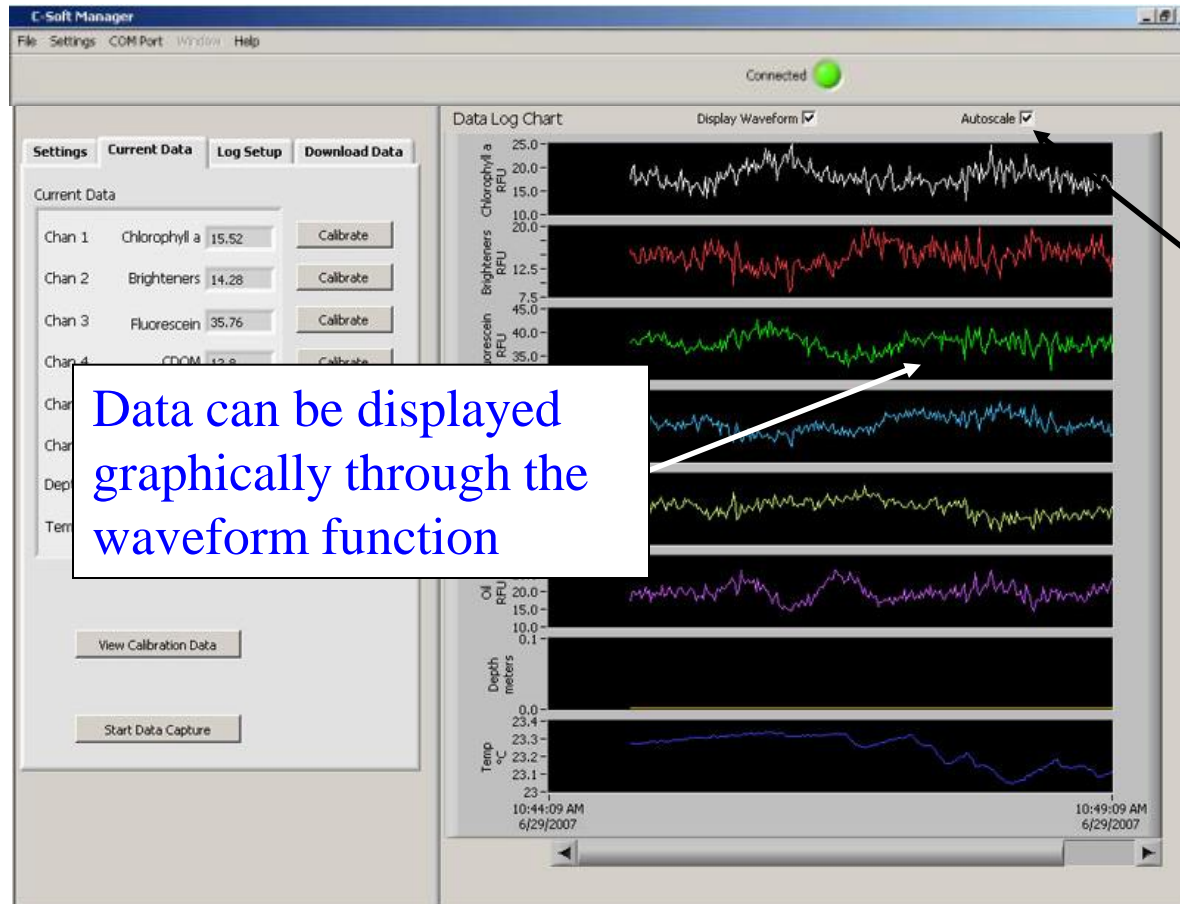 C-Soft Manager
File Settings COM Port Window Help
Connected
Settings Current Data Log Setup Download Data
Current Data
Chan 1 Chlorophyll a 15.52 Calibrate
Chan 2 Brighteners 14.28 Calibrate
Chan 3 Fluorescein 35.76 Calibrate
Chan 4 CDOM 12.8 Calibrate
Data can be displayed
graphically through the
waveform function
View Calibration Data
Start Data Capture
Data Log Chart Display Waveform Autoscale
Chlorophyll a
RFU
25.0
20.0
15.0
10.0
Brighteners
RFU
20.0
12.5
7.5
RFU
45.0
40.0
35.0
Oil
RFU
20.0
15.0
10.0
Depth
meters
0.1
0.0
Temp
°C
23.4
23.3
23.2
23.1
23
10:44:09 AM 10:49:09 AM
6/29/2007 6/29/2007